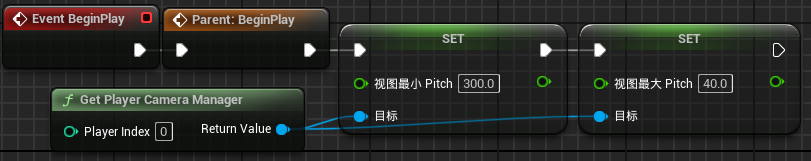 Event BeginPlay
Parent: BeginPlay
SET
视图最小 Pitch 300.0
目标
SET
视图最大 Pitch 40.0
目标
f Get Player Camera Manager
Player Index 0 Return Value